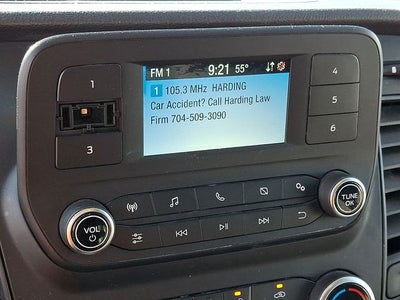 FM 1 9:21 55°
1 105.3 MHz HARDING
Car Accident? Call Harding Law
Firm 704-509-3090
1
3
4
5
6
VOL
TUNE
OK